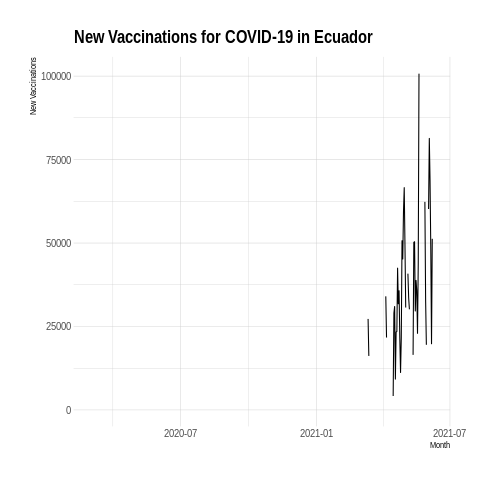 New Vaccinations for COVID-19 in Ecuador
New Vaccinations
100000
75000
50000
25000
0
2020-07
2021-01
2021-07
Month